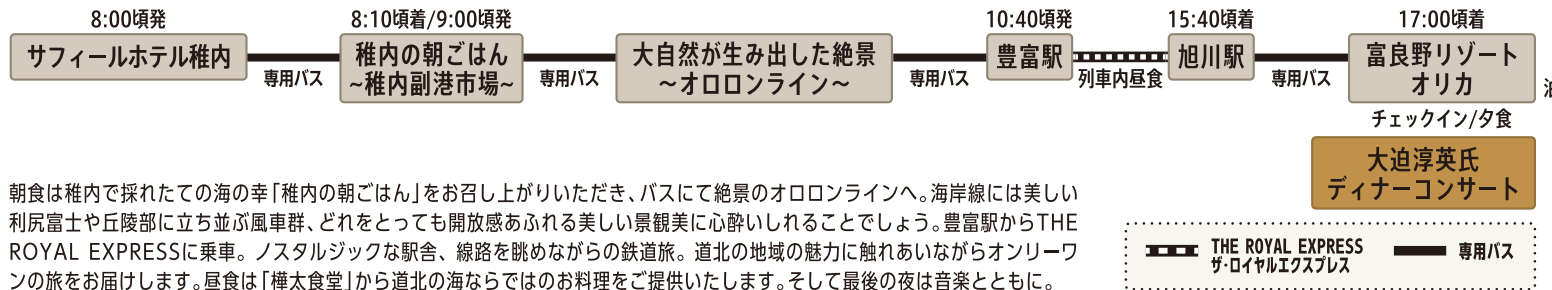 8:00頃発
8:10頃着/9:00頃発
10:40頃発
15:40頃着
17:00頃着
サフィールホテル稚内
専用バス
稚内の朝ごはん
~稚内副港市場~
専用バス
大自然が生み出した絶景
～オロロンライン～
専用バス
豊富駅
列車内昼食
旭川駅
専用バス
富良野リゾート
オリカ
チェックイン/夕食
大迫淳英氏
ディナーコンサート
朝食は稚内で採れたての海の幸「稚内の朝ごはん」をお召し上がりいただき、バスにて絶景のオロロンラインへ。海岸線には美しい
利尻富士や丘陵部に立ち並ぶ風車群、どれをとっても開放感あふれる美しい景観美に心酔いしれることでしょう。豊富駅からTHE
ROYAL EXPRESSに乗車。ノスタルジックな駅舎、線路を眺めながらの鉄道旅。道北の地域の魅力に触れあいながらオンリーワ
ンの旅をお届けします。昼食は「樺太食堂」から道北の海ならではのお料理をご提供いたします。そして最後の夜は音楽とともに。
THE ROYAL EXPRESS
ザ・ロイヤルエクスプレス
専用バス